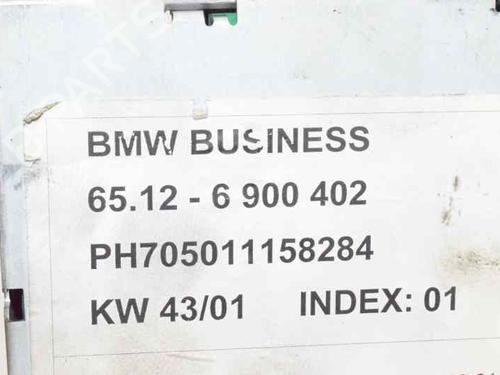 BMW BUSINESS
65.12 - 6 900 402
PH705011158284
KW 43/01 INDEX: 01